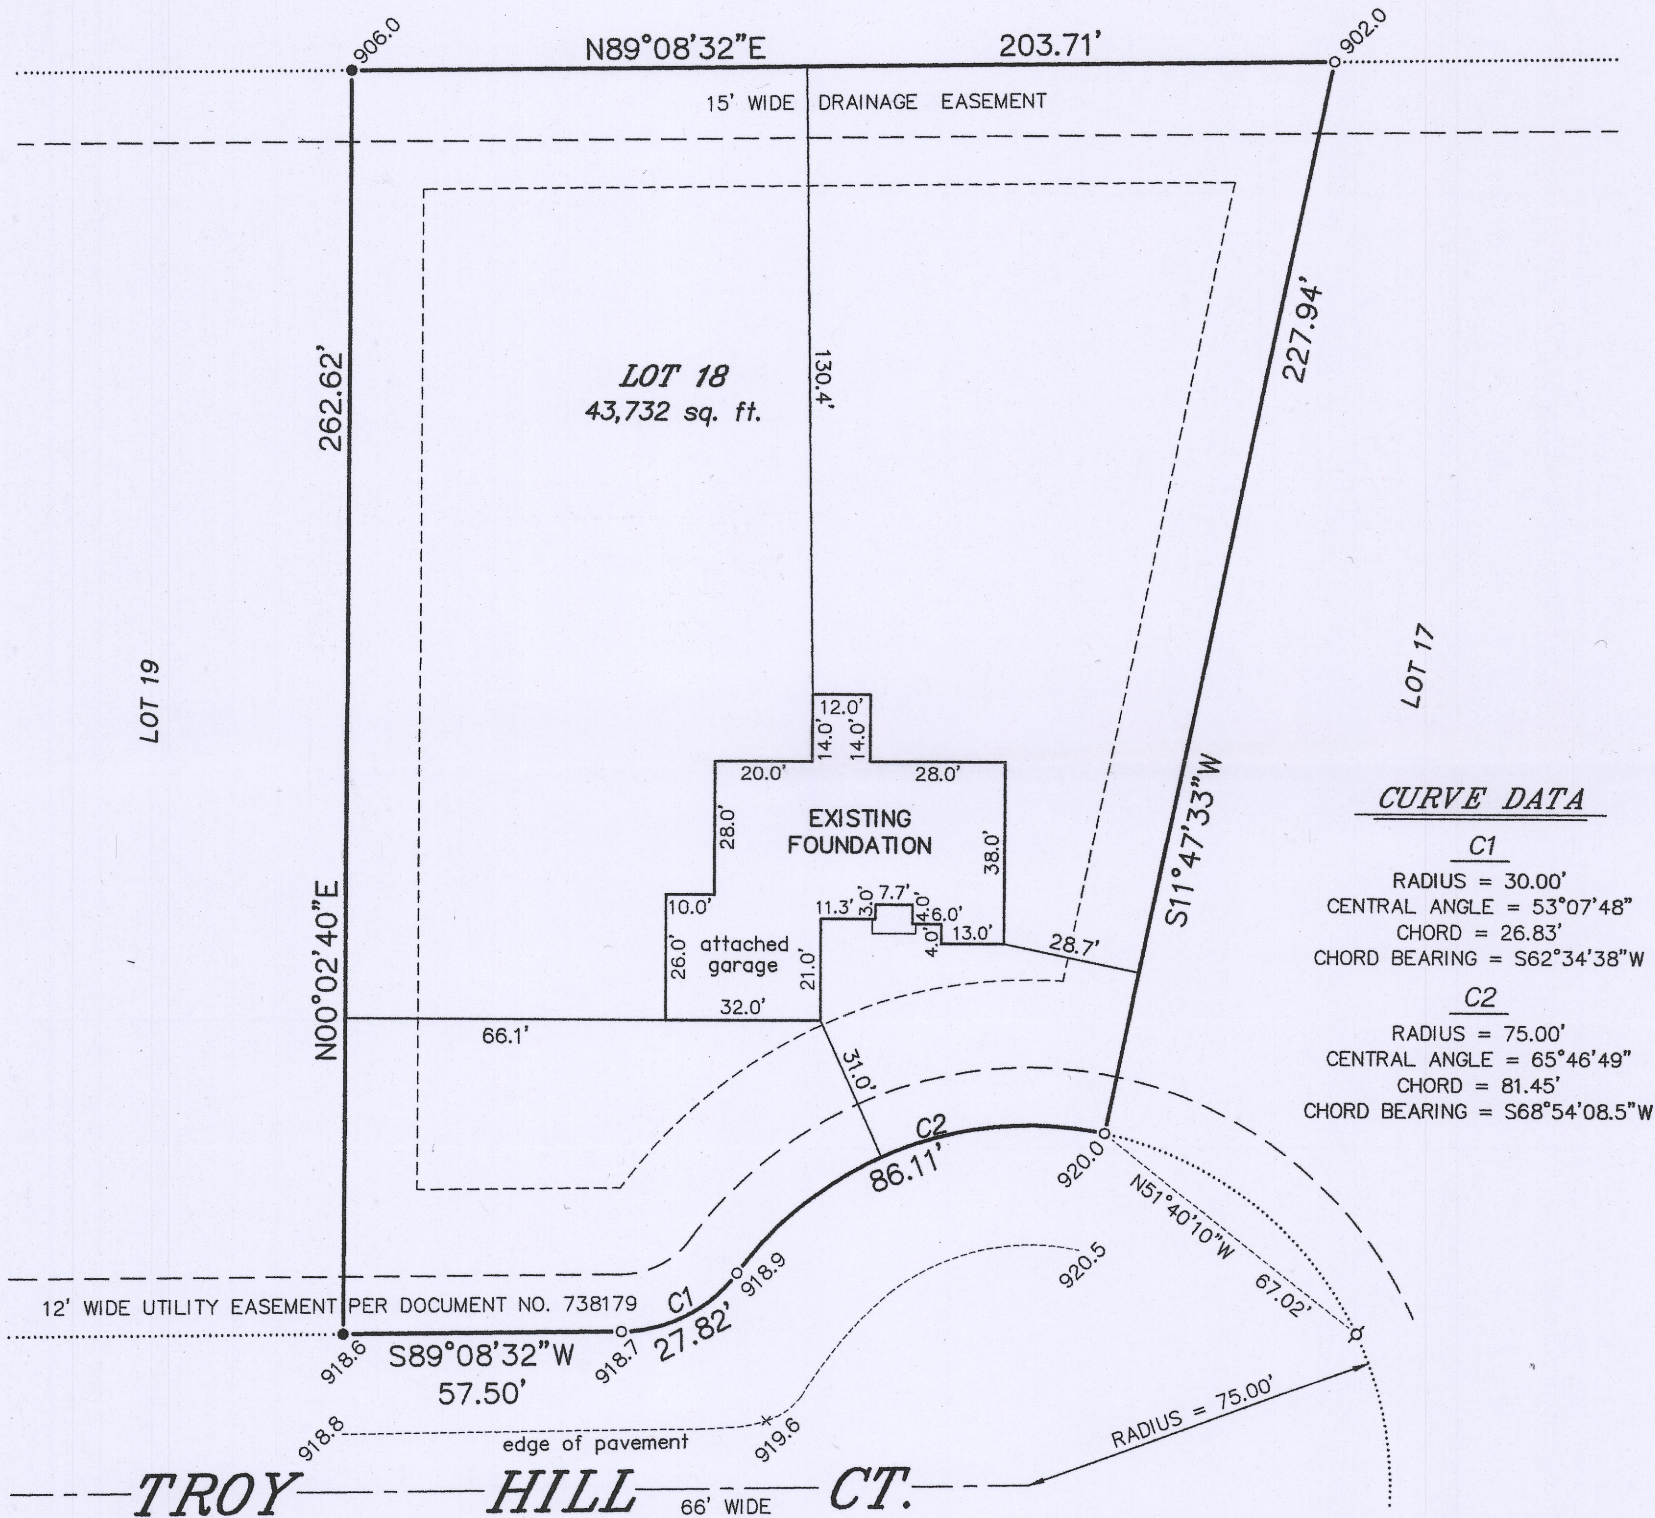 906.0
N89°08'32"E
203.71'
902.0
15' WIDE DRAINAGE EASEMENT
262.62'
N00°02'40"E
LOT 19
LOT 18
43,732 sq. ft.
130.4'
227.94'
S11°47'33"W
LOT 17
12.0'
14.0'
14.0'
20.0'
28.0'
28.0'
EXISTING
FOUNDATION
38.0'
10.0'
11.3'
3.0'
7.7'
4.0'
6.0'
4.0'
13.0'
28.7'
attached
garage
26.0'
21.0'
32.0'
66.1'
31.0'
C2
86.11'
920.0
N51°40'10"W
67.02'
920.5
918.9
C1
27.82'
12' WIDE UTILITY EASEMENT PER DOCUMENT NO. 738179
918.6
S89°08'32"W
57.50'
918.7
918.8
edge of pavement
919.6
RADIUS = 75.00'
TROY HILL CT.
66' WIDE
CURVE DATA
C1
RADIUS = 30.00'
CENTRAL ANGLE = 53°07'48"
CHORD = 26.83'
CHORD BEARING = S62°34'38"W
C2
RADIUS = 75.00'
CENTRAL ANGLE = 65°46'49"
CHORD = 81.45'
CHORD BEARING = S68°54'08.5"W